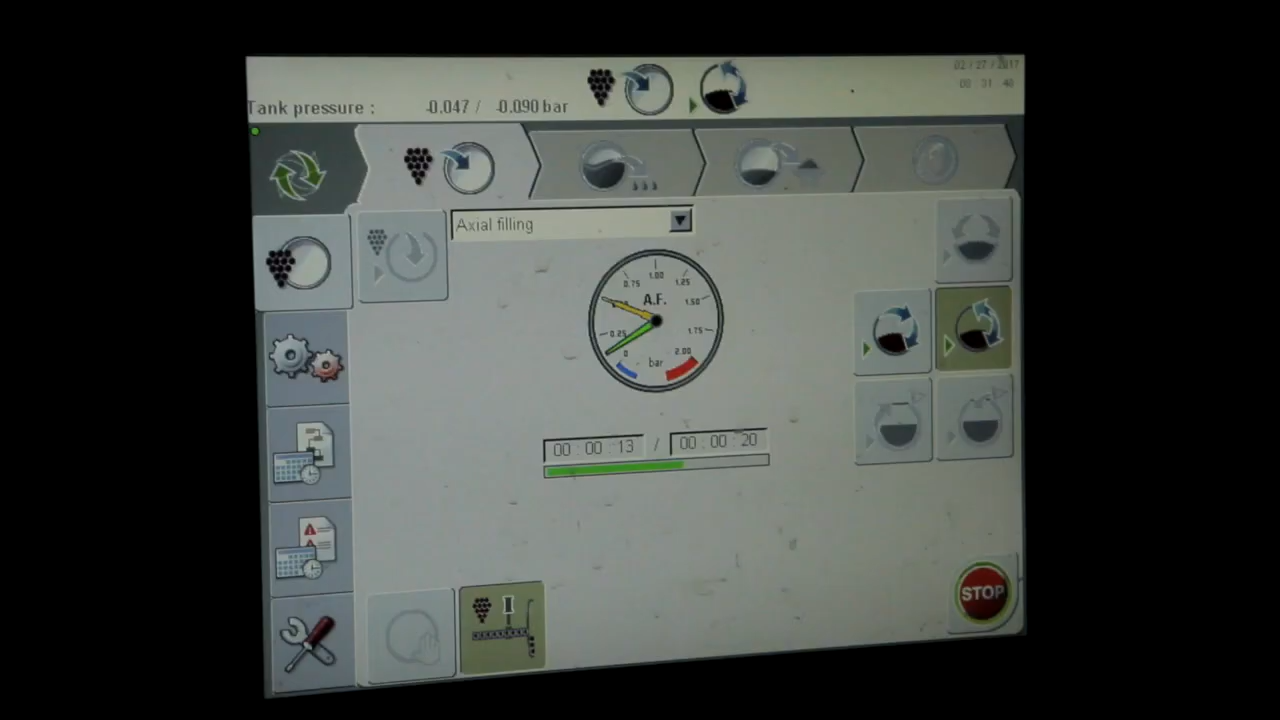 02 / 27 / 2017
Tank pressure : -0.047 / -0.090 bar
Axial filling
1.00
0.75 1.25
A.F. 1.50
0.25 1.75
0 bar 2.00
00 : 00 : 13 / 00 : 00 : 20
STOP